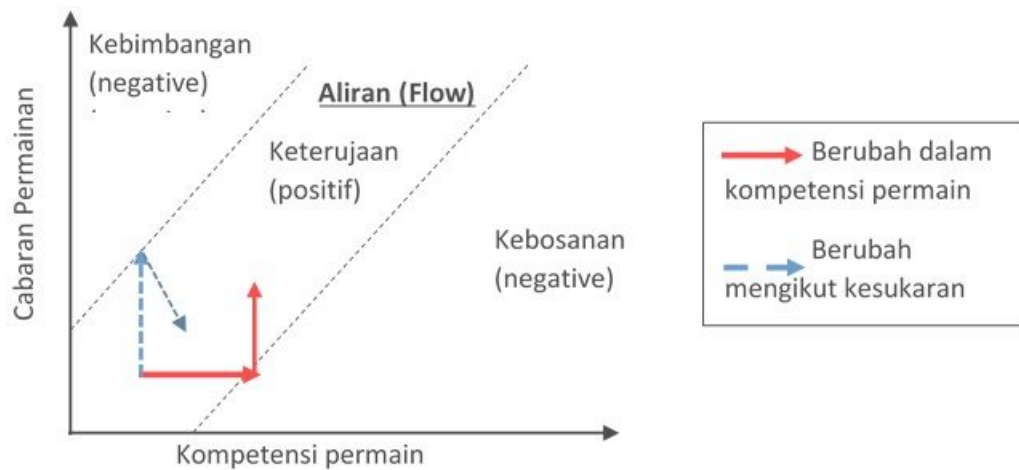 Kebimbangan
(negative)
Aliran (Flow)
Keterujaan
(positif)
Kebosanan
(negative)
Cabaran Permainan
Kompetensi permain
Berubah dalam
kompetensi permain
Berubah
mengikut kesukaran